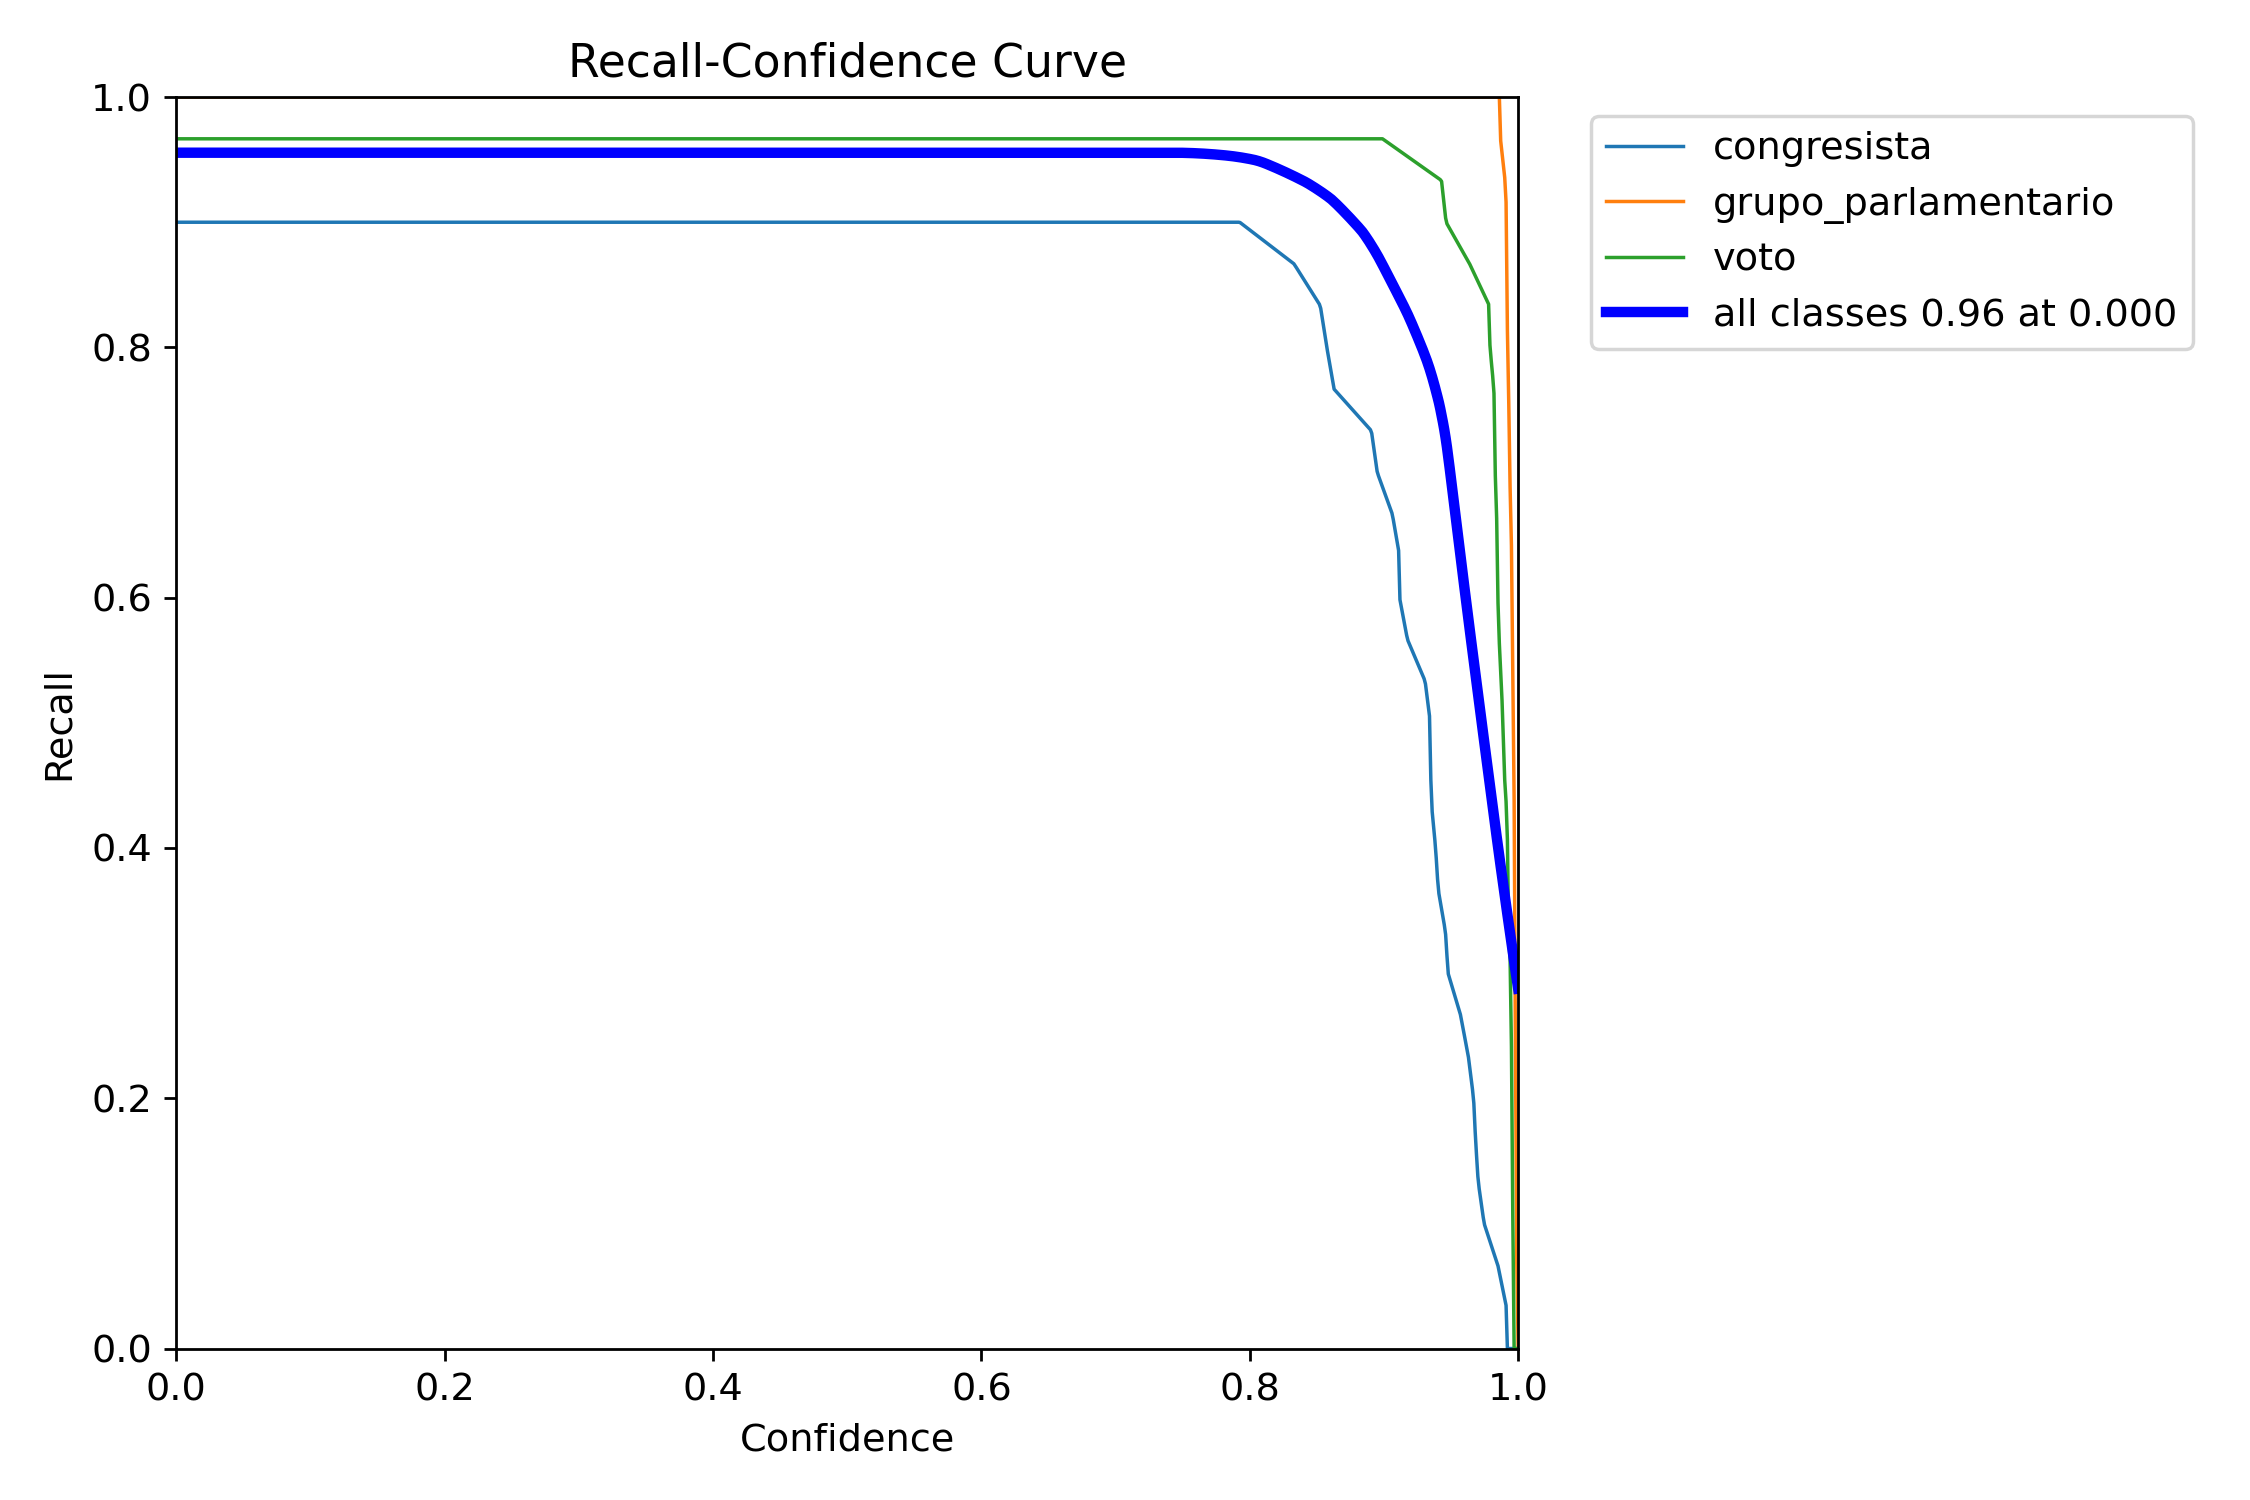 Recall-Confidence Curve
1.0
0.8
0.6
0.4
0.2
0.0
Recall
0.0 0.2 0.4 0.6 0.8 1.0
Confidence
congresista
grupo_parlamentario
voto
all classes 0.96 at 0.000